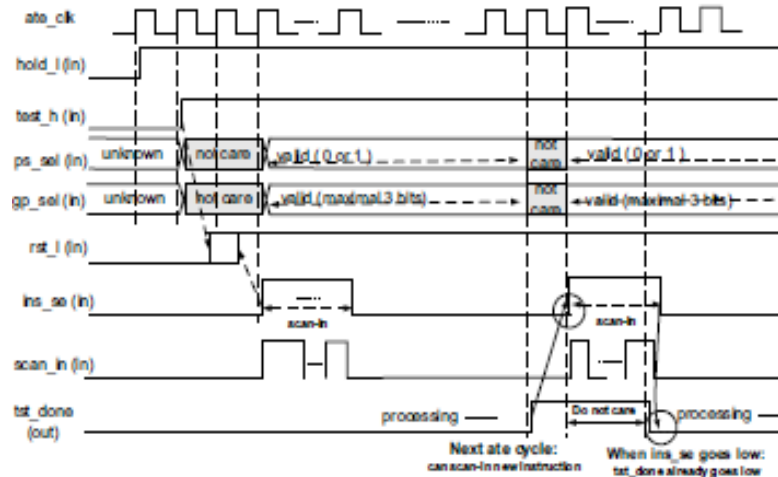 ate_clk
hold_l (in)
test_h (in)
ps_sel (in) unknown not care valid ( 0 or 1 ) not care valid ( 0 or 1 )
gp_sel (in) unknown not care valid (maximal 3 bits) not care valid (maximal 3 bits)
rst_l (in)
ins_se (in) scan-in scan-in
scan_in (in)
tst_done (out) processing Do not care processing
Next ate cycle:
can scan-in new instruction
When ins_se goes low:
tst_done already goes low